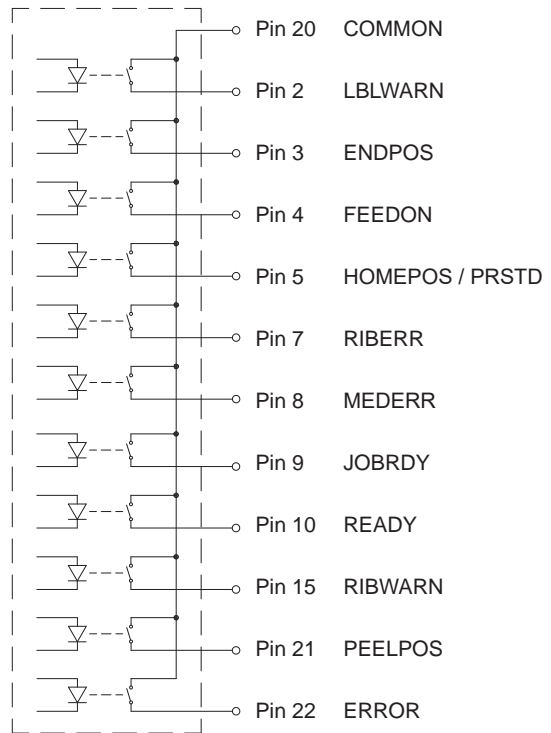 Pin 20 COMMON
Pin 2 LBLWARN
Pin 3 ENDPOS
Pin 4 FEEDON
Pin 5 HOMEPOS / PRSTD
Pin 7 RIBERR
Pin 8 MEDERR
Pin 9 JOBRDY
Pin 10 READY
Pin 15 RIBWARN
Pin 21 PEELPOS
Pin 22 ERROR